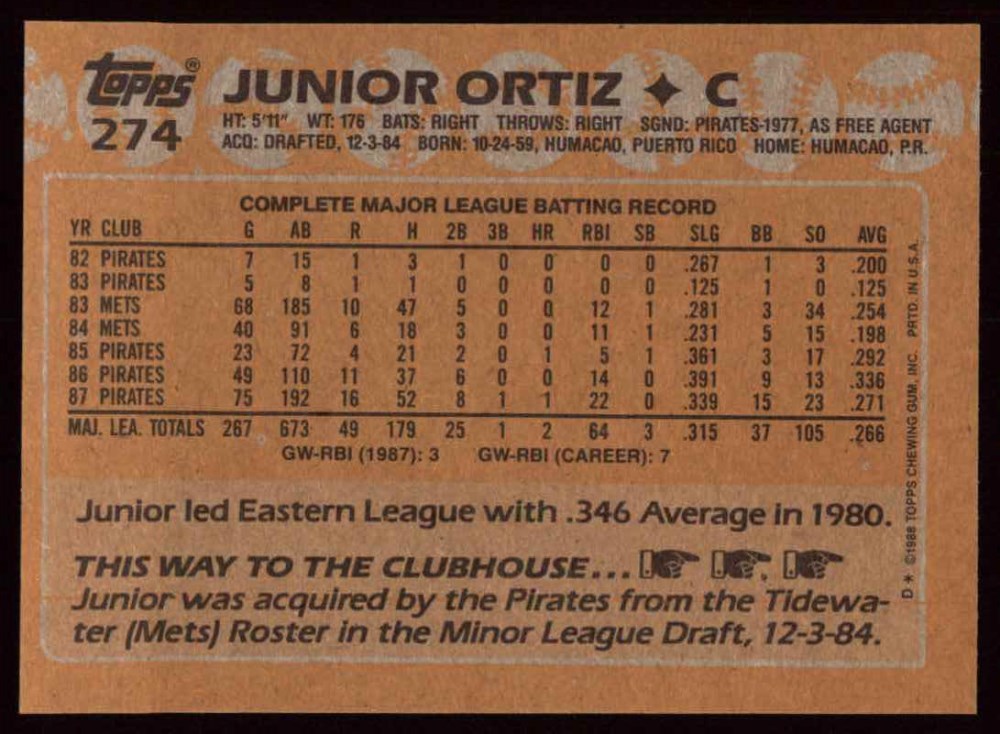 Topps® JUNIOR ORTIZ ✦ C
274
HT: 5'11" WT: 176 BATS: RIGHT THROWS: RIGHT SGND: PIRATES-1977, AS FREE AGENT
ACQ: DRAFTED, 12-3-84 BORN: 10-24-59, HUMACAO, PUERTO RICO HOME: HUMACAO, P.R.
COMPLETE MAJOR LEAGUE BATTING RECORD
YR CLUB G AB R H 2B 3B HR RBI SB SLG BB SO AVG
82 PIRATES 7 15 1 3 1 0 0 0 0 .267 1 3 .200
83 PIRATES 5 8 1 1 0 0 0 0 0 .125 1 0 .125
83 METS 68 185 10 47 5 0 0 12 1 .281 3 34 .254
84 METS 40 91 6 18 3 0 0 11 1 .231 5 15 .198
85 PIRATES 23 72 4 21 2 0 1 5 1 .361 3 17 .292
86 PIRATES 49 110 11 37 6 0 0 14 0 .391 9 13 .336
87 PIRATES 75 192 16 52 8 1 1 22 0 .339 15 23 .271
MAJ. LEA. TOTALS 267 673 49 179 25 1 2 64 3 .315 37 105 .266
GW-RBI (1987): 3 GW-RBI (CAREER): 7
Junior led Eastern League with .346 Average in 1980.
THIS WAY TO THE CLUBHOUSE...
Junior was acquired by the Pirates from the Tidewa-
ter (Mets) Roster in the Minor League Draft, 12-3-84.
D* ©1988 TOPPS CHEWING GUM, INC. PRTD. IN U.S.A.